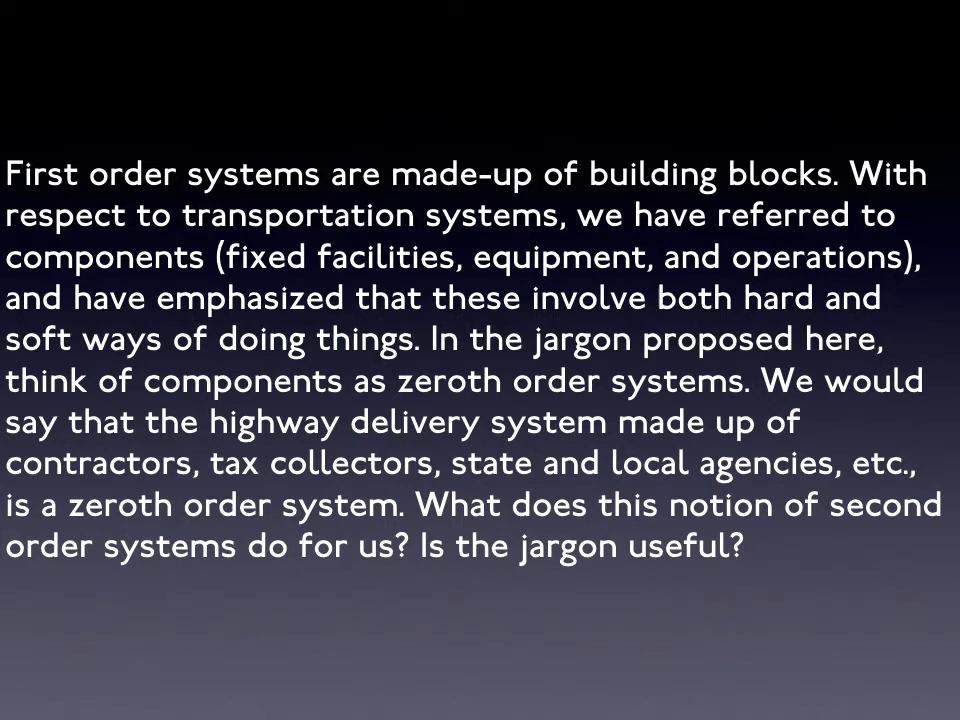 First order systems are made-up of building blocks. With
respect to transportation systems, we have referred to
components (fixed facilities, equipment, and operations),
and have emphasized that these involve both hard and
soft ways of doing things. In the jargon proposed here,
think of components as zeroth order systems. We would
say that the highway delivery system made up of
contractors, tax collectors, state and local agencies, etc.,
is a zeroth order system. What does this notion of second
order systems do for us? Is the jargon useful?